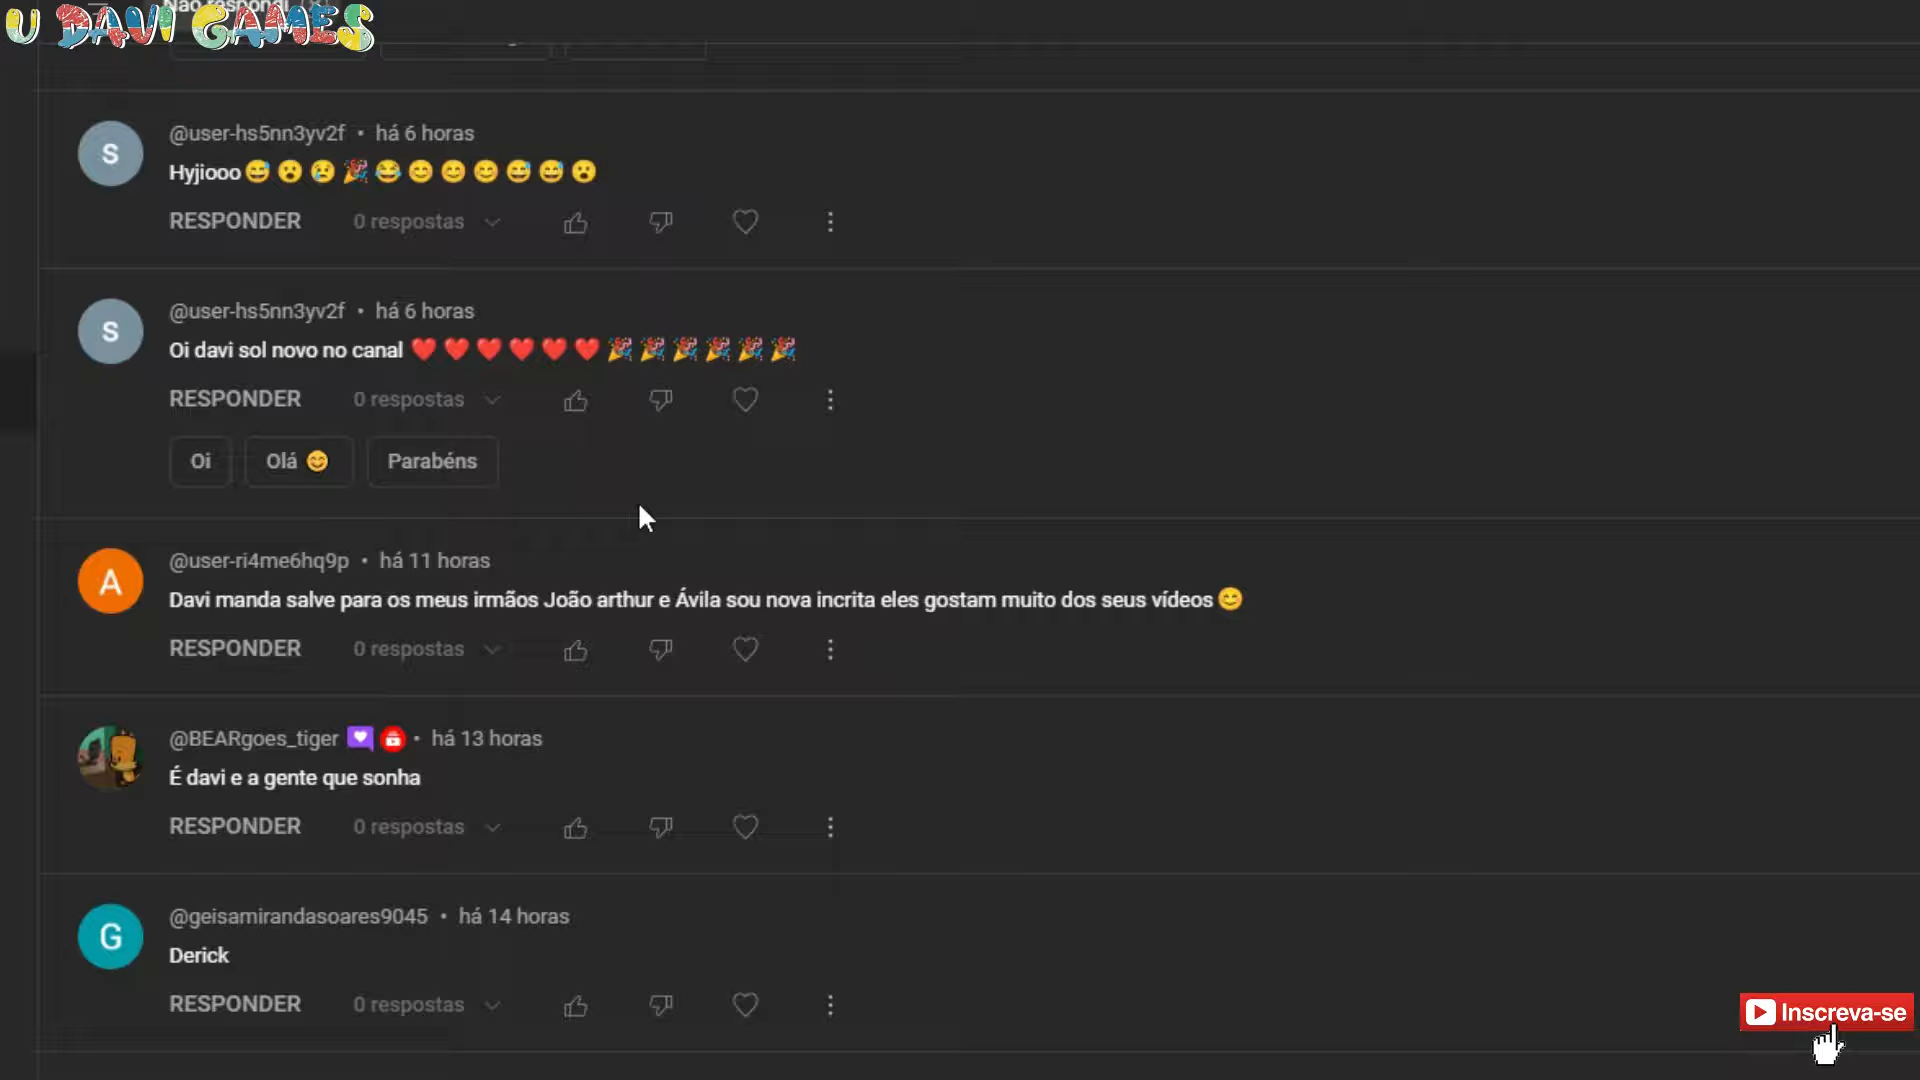 Não respondi
U DAVI GAMES
S
@user-hs5nn3yv2f • há 6 horas
Hyjiooo😅😮😢🎉😂😊😊😊😅😅😮
RESPONDER 0 respostas
S
@user-hs5nn3yv2f • há 6 horas
Oi davi sol novo no canal ❤️❤️❤️❤️❤️❤️🎉🎉🎉🎉🎉🎉
RESPONDER 0 respostas
Oi Olá 😊 Parabéns
A
@user-ri4me6hq9p • há 11 horas
Davi manda salve para os meus irmãos João arthur e Ávila sou nova incrita eles gostam muito dos seus vídeos😊
RESPONDER 0 respostas
@BEARgoes_tiger • há 13 horas
É davi e a gente que sonha
RESPONDER 0 respostas
G
@geisamirandasoares9045 • há 14 horas
Derick
RESPONDER 0 respostas
Inscreva-se